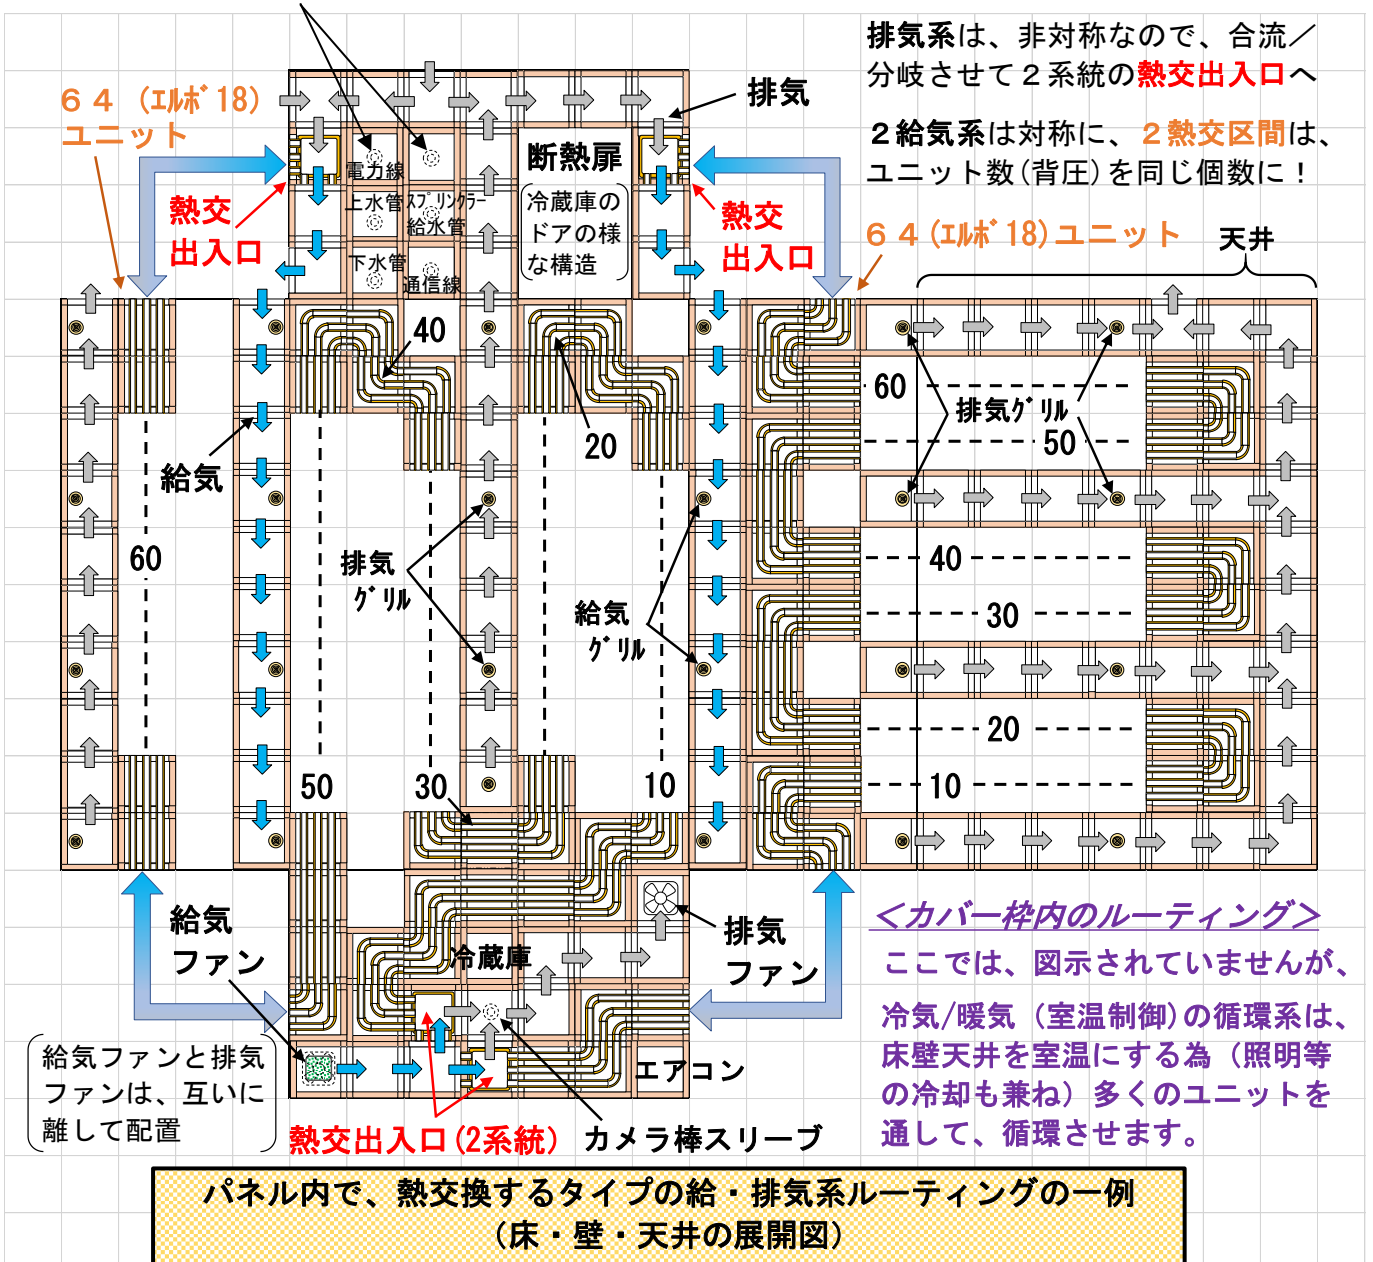 排気系は、非対称なので、合流／
分岐させて２系統の熱交出入口へ
２給気系は対称に、２熱交区間は、
ユニット数(背圧)を同じ個数に！
６４ (ｴﾙﾎﾞ18)
ユニット
排気
断熱扉
冷蔵庫の
ドアの様
な構造
電力線
上水管
ｽﾌﾟﾘﾝｸﾗｰ
給水管
下水管
通信線
熱交
出入口
熱交
出入口
６４(ｴﾙﾎﾞ18)ユニット
天井
40
20
60
排気ｸﾞﾘﾙ
50
給気
60
排気
ｸﾞﾘﾙ
給気
ｸﾞﾘﾙ
40
30
20
10
50
30
10
給気
ファン
冷蔵庫
排気
ファン
＜カバー枠内のルーティング＞
ここでは、図示されていませんが、
冷気/暖気（室温制御)の循環系は、
床壁天井を室温にする為（照明等
の冷却も兼ね）多くのユニットを
通して、循環させます。
給気ファンと排気
ファンは、互いに
離して配置
エアコン
熱交出入口(2系統)
カメラ棒スリーブ
パネル内で、熱交換するタイプの給・排気系ルーティングの一例
（床・壁・天井の展開図）